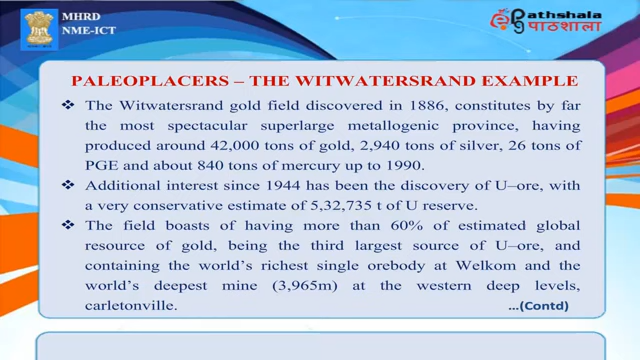 MHRD
NME-ICT
Pathshala
पाठशाला
PALEOPLACERS – THE WITWATERSRAND EXAMPLE
❖ The Witwatersrand gold field discovered in 1886, constitutes by far
the most spectacular superlarge metallogenic province, having
produced around 42,000 tons of gold, 2,940 tons of silver, 26 tons of
PGE and about 840 tons of mercury up to 1990.
❖ Additional interest since 1944 has been the discovery of U–ore, with
a very conservative estimate of 5,32,735 t of U reserve.
❖ The field boasts of having more than 60% of estimated global
resource of gold, being the third largest source of U–ore, and
containing the world's richest single orebody at Welkom and the
world's deepest mine (3,965m) at the western deep levels,
carletonville.
...(Contd)